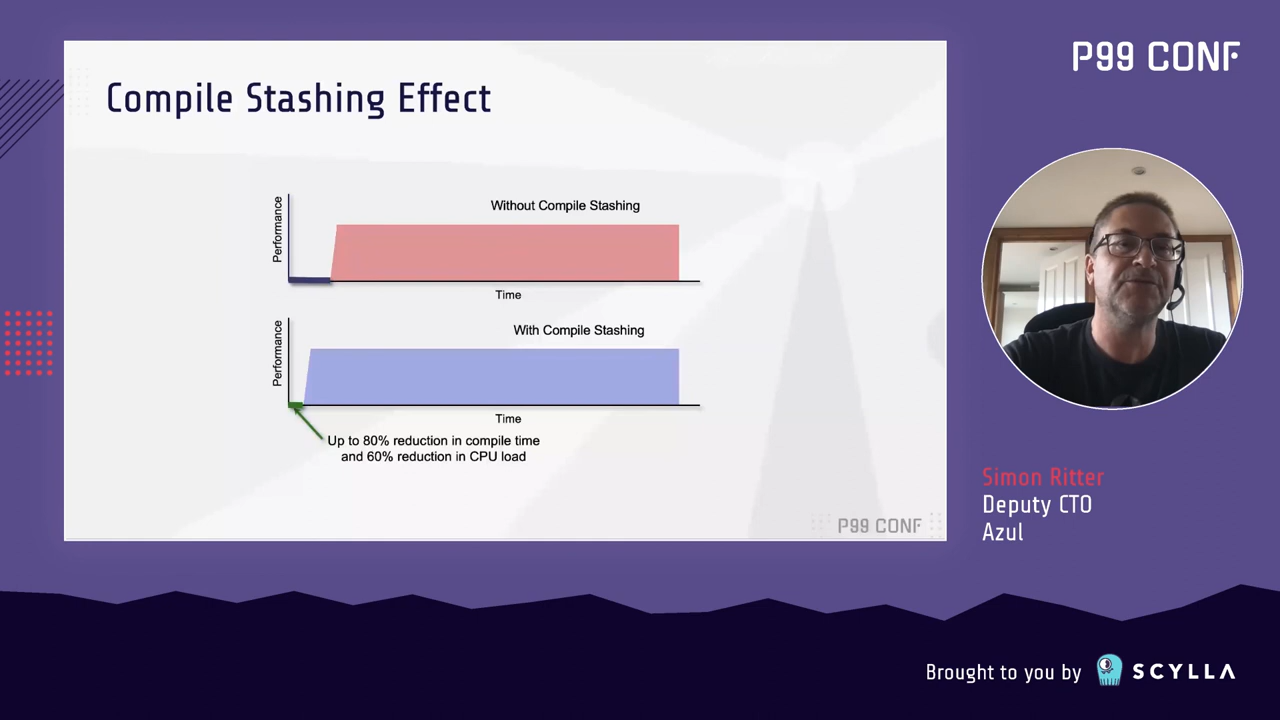 P99 CONF
Compile Stashing Effect
Performance
Without Compile Stashing
Time
Performance
With Compile Stashing
Time
Up to 80% reduction in compile time
and 60% reduction in CPU load
P99 CONF
Simon Ritter
Deputy CTO
Azul
Brought to you by SCYLLA